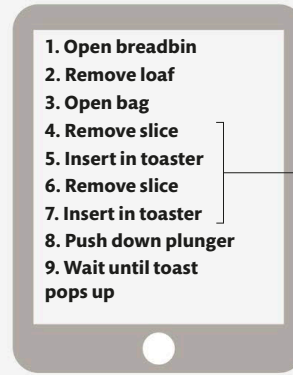 1. Open breadbin
2. Remove loaf
3. Open bag
4. Remove slice
5. Insert in toaster
6. Remove slice
7. Insert in toaster
8. Push down plunger
9. Wait until toast
pops up